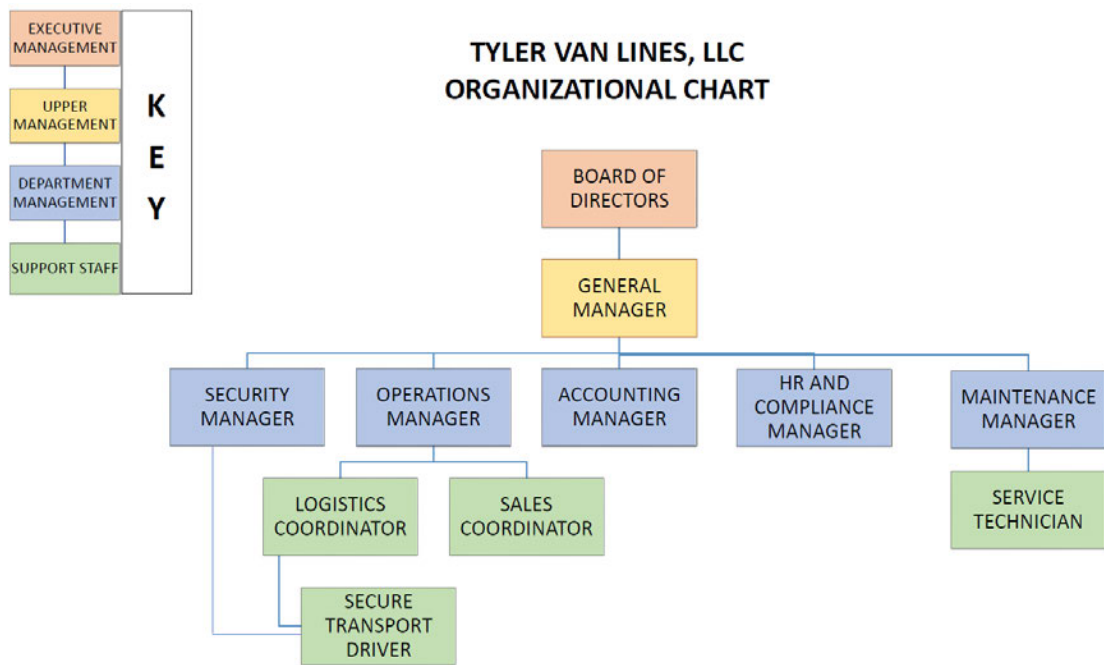 EXECUTIVE
MANAGEMENT
UPPER
MANAGEMENT
DEPARTMENT
MANAGEMENT
SUPPORT STAFF
K
E
Y
TYLER VAN LINES, LLC
ORGANIZATIONAL CHART
BOARD OF
DIRECTORS
GENERAL
MANAGER
SECURITY
MANAGER
OPERATIONS
MANAGER
ACCOUNTING
MANAGER
HR AND
COMPLIANCE
MANAGER
MAINTENANCE
MANAGER
LOGISTICS
COORDINATOR
SALES
COORDINATOR
SERVICE
TECHNICIAN
SECURE
TRANSPORT
DRIVER